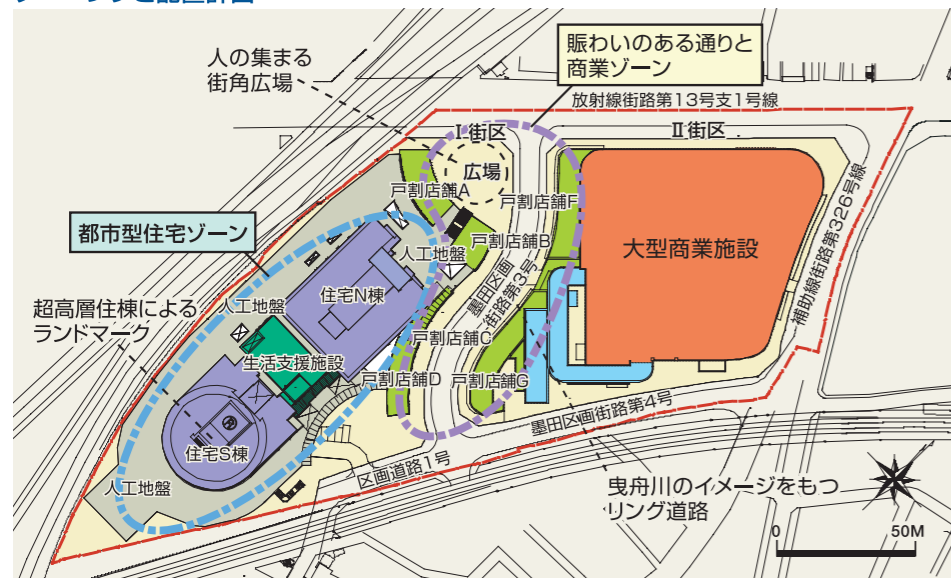 人の集まる
街角広場
賑わいのある通りと
商業ゾーン
放射線街路第13号支1号線
Ⅰ街区
Ⅱ街区
広場
戸割店舗A
戸割店舗F
都市型住宅ゾーン
人工地盤
戸割店舗B
大型商業施設
補助線街路第326号線
住宅N棟
墨田区画
街路第3号
超高層住棟による
ランドマーク
人工地盤
生活支援施設
戸割店舗C
戸割店舗D
戸割店舗G
墨田区画街路第4号
R
住宅S棟
区画道路1号
人工地盤
曳舟川のイメージをもつ
リング道路
0 50M